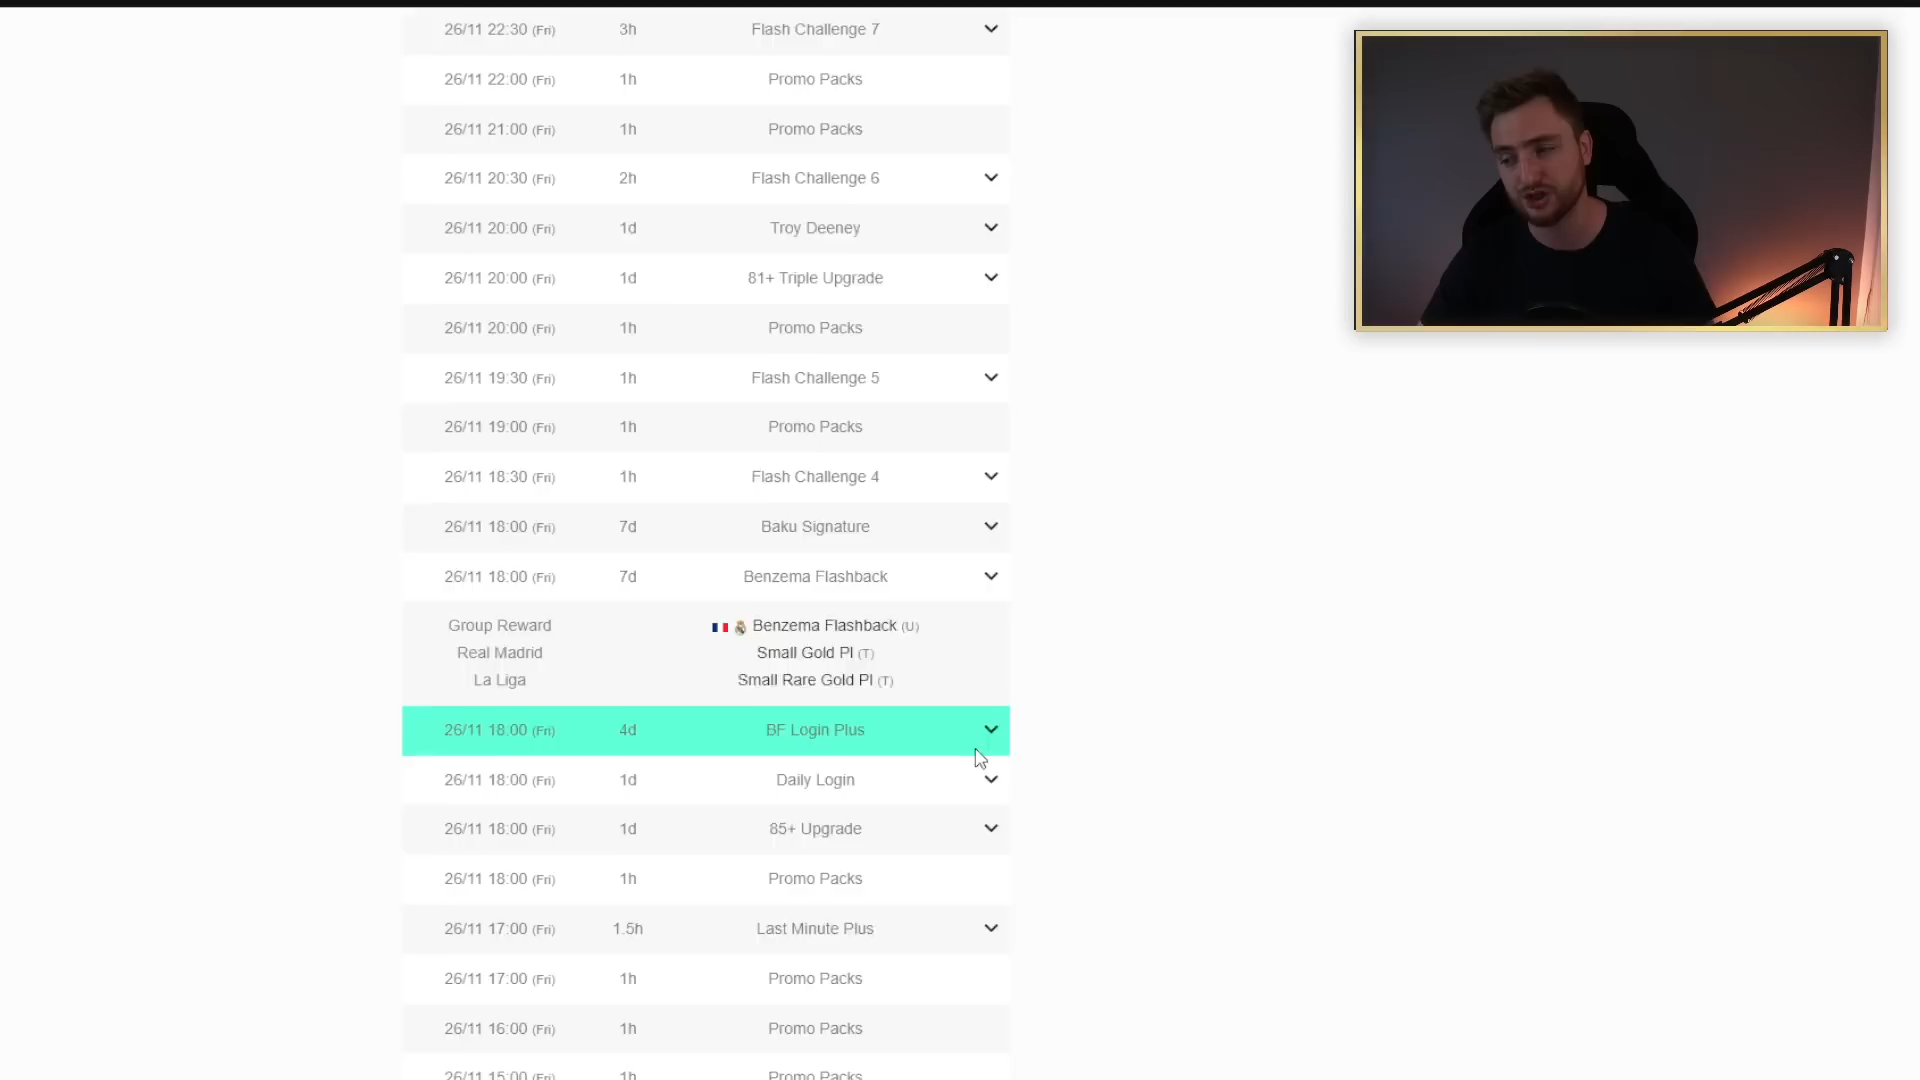 26/11 22:30 (Fri) 3h Flash Challenge 7
26/11 22:00 (Fri) 1h Promo Packs
26/11 21:00 (Fri) 1h Promo Packs
26/11 20:30 (Fri) 2h Flash Challenge 6
26/11 20:00 (Fri) 1d Troy Deeney
26/11 20:00 (Fri) 1d 81+ Triple Upgrade
26/11 20:00 (Fri) 1h Promo Packs
26/11 19:30 (Fri) 1h Flash Challenge 5
26/11 19:00 (Fri) 1h Promo Packs
26/11 18:30 (Fri) 1h Flash Challenge 4
26/11 18:00 (Fri) 7d Baku Signature
26/11 18:00 (Fri) 7d Benzema Flashback
Group Reward Benzema Flashback (U)
Real Madrid Small Gold Pl (T)
La Liga Small Rare Gold Pl (T)
26/11 18:00 (Fri) 4d BF Login Plus
26/11 18:00 (Fri) 1d Daily Login
26/11 18:00 (Fri) 1d 85+ Upgrade
26/11 18:00 (Fri) 1h Promo Packs
26/11 17:00 (Fri) 1.5h Last Minute Plus
26/11 17:00 (Fri) 1h Promo Packs
26/11 16:00 (Fri) 1h Promo Packs
26/11 15:00 (Fri) 1h Promo Packs